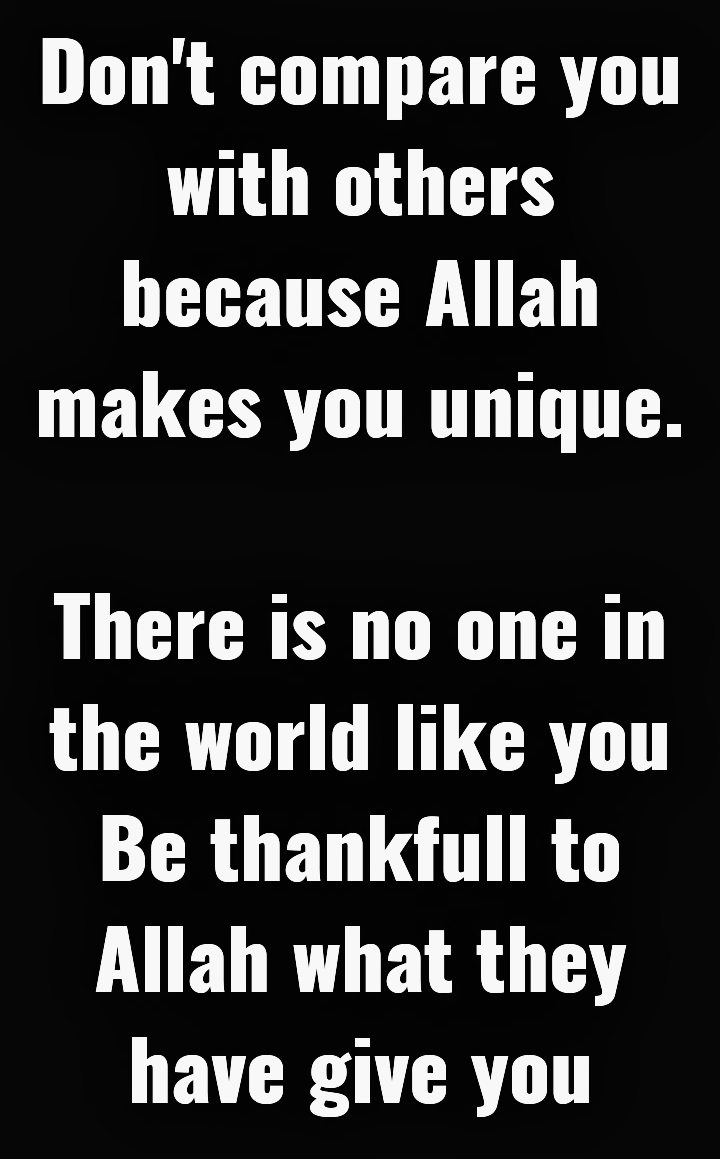 Don't compare you
with others
because Allah
makes you unique.
There is no one in
the world like you
Be thankfull to
Allah what they
have give you